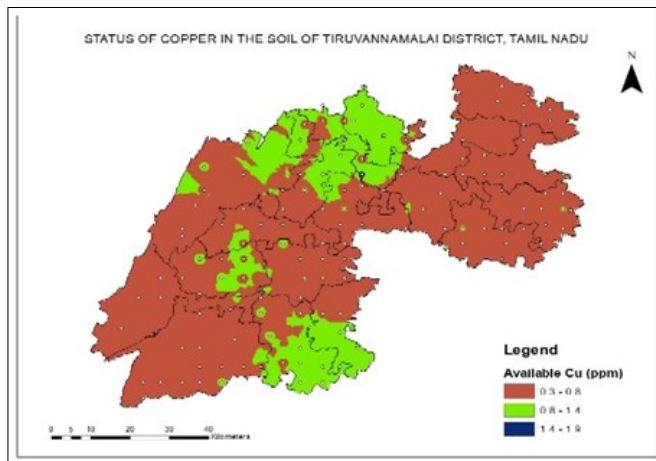 STATUS OF COPPER IN THE SOIL OF TIRUVANNAMALAI DISTRICT, TAMIL NADU
N
Legend
Available Cu (ppm)
0.3 - 0.8
0.8 - 1.4
1.4 - 1.9
0 5 10 20 30 40
Kilometers